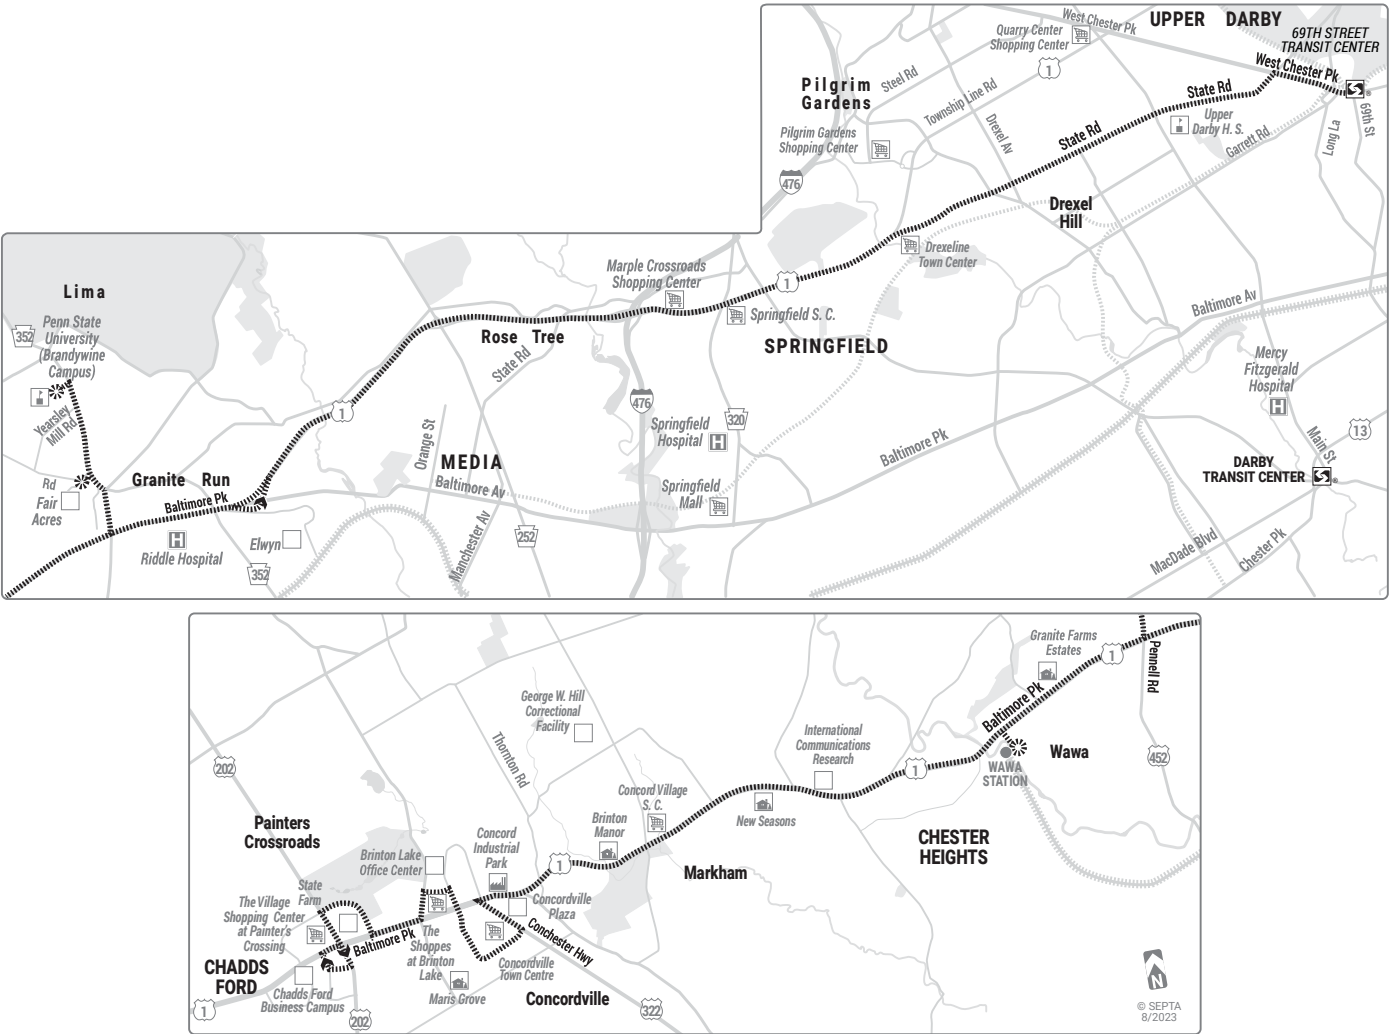 West Chester Pk
UPPER DARBY
69TH STREET
TRANSIT CENTER
Quarry Center
Shopping Center
1
West Chester Pk
Steel Rd
Pilgrim
Gardens
State Rd
69th St
Township Line Rd
Upper
Darby H. S.
Long La
Pilgrim Gardens
Shopping Center
Drexel Av
State Rd
Garrett Rd
476
Drexel
Hill
Drexeline
Town Center
Marple Crossroads
Shopping Center
1
Lima
Baltimore Av
Penn State
University
(Brandywine
Campus)
352
Springfield S. C.
Rose Tree
SPRINGFIELD
State Rd
Mercy
Fitzgerald
Hospital
H
476
1
320
Yearsley
Mill Rd
Springfield
Hospital
H
Orange St
13
Main St
Baltimore Pk
MEDIA
DARBY
TRANSIT CENTER
Granite Run
Rd
Fair
Acres
Baltimore Pk
Baltimore Av
Springfield
Mall
H
Riddle Hospital
Elwyn
352
Manchester Av
252
MacDade Blvd
Chester Pk
Granite Farms
Estates
1
Pennell Rd
Baltimore Pk
George W. Hill
Correctional
Facility
International
Communications
Research
Thornton Rd
Wawa
WAWA
STATION
452
202
1
Concord Village
S. C.
New Seasons
Painters
Crossroads
Brinton
Manor
Concord
Industrial
Park
CHESTER
HEIGHTS
Brinton Lake
Office Center
1
Markham
State
Farm
The Village
Shopping Center
at Painter's
Crossing
Concordville
Plaza
Baltimore Pk
The
Shoppes
at Brinton
Lake
Conchester Hwy
Concordville
Town Centre
CHADDS
FORD
Chadds Ford
Business Campus
Maris Grove
Concordville
1
202
322
N
© SEPTA
8/2023